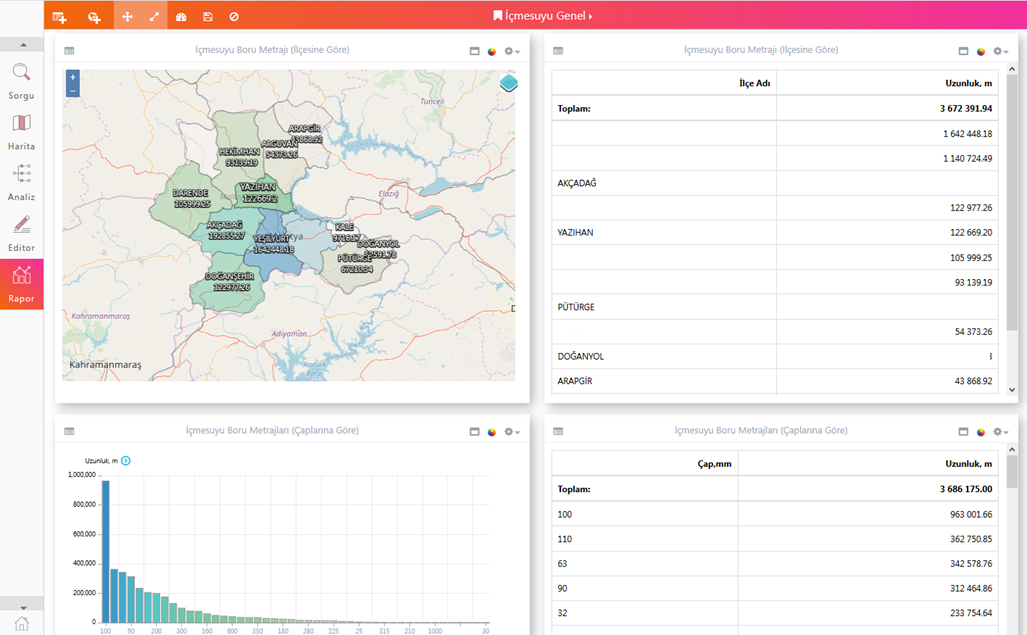 İçmesuyu Genel
Sorgu
Harita
Analiz
Editor
Rapor
İçmesuyu Boru Metrajı (İlçesine Göre)
+
−
Tunceli
ARAPGİR
43868.92
ARGUVAN
54373.26
HEKİMHAN
93139.19
Elazığ
DARENDE
105999.25
YAZIHAN
122669.2
AKÇADAĞ
KALE
YEŞİLYURT
1642448.18
DOĞANYOL
PÜTÜRGE
67210.34
DOĞANŞEHİR
122977.26
Kahramanmaraş
Adıyaman
Kahramanmaraş
Atatürk
Barajı
İçmesuyu Boru Metrajı (İlçesine Göre)
İlçe Adı Uzunluk, m
Toplam: 3 672 391.94
1 642 448.18
1 140 724.49
AKÇADAĞ
122 977.26
YAZIHAN 122 669.20
105 999.25
93 139.19
PÜTÜRGE
54 373.26
DOĞANYOL
ARAPGİR 43 868.92
İçmesuyu Boru Metrajları (Çaplarına Göre)
Uzunluk, m
1,000,000
800,000
600,000
400,000
200,000
0
100 90 200 300 160 600 350 180 280 225 25 315 210 1000 30
İçmesuyu Boru Metrajları (Çaplarına Göre)
Çap,mm Uzunluk, m
Toplam: 3 686 175.00
100 963 001.66
110 362 750.85
63 342 578.76
90 312 464.86
32 233 754.64